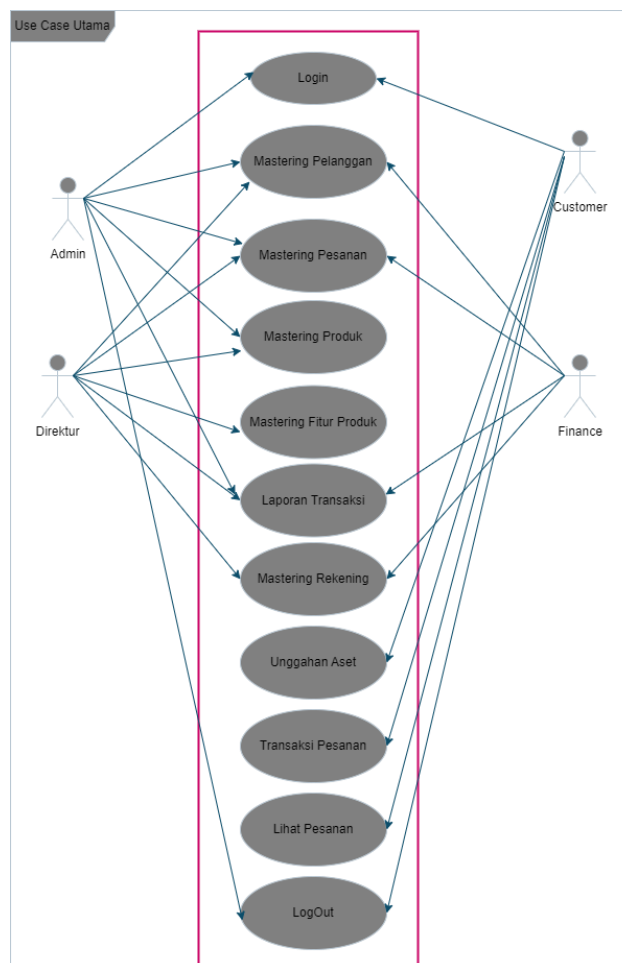 Use Case Utama
Login
Mastering Pelanggan
Customer
Admin
Mastering Pesanan
Mastering Produk
Direktur
Finance
Mastering Fitur Produk
Laporan Transaksi
Mastering Rekening
Unggahan Aset
Transaksi Pesanan
Lihat Pesanan
LogOut